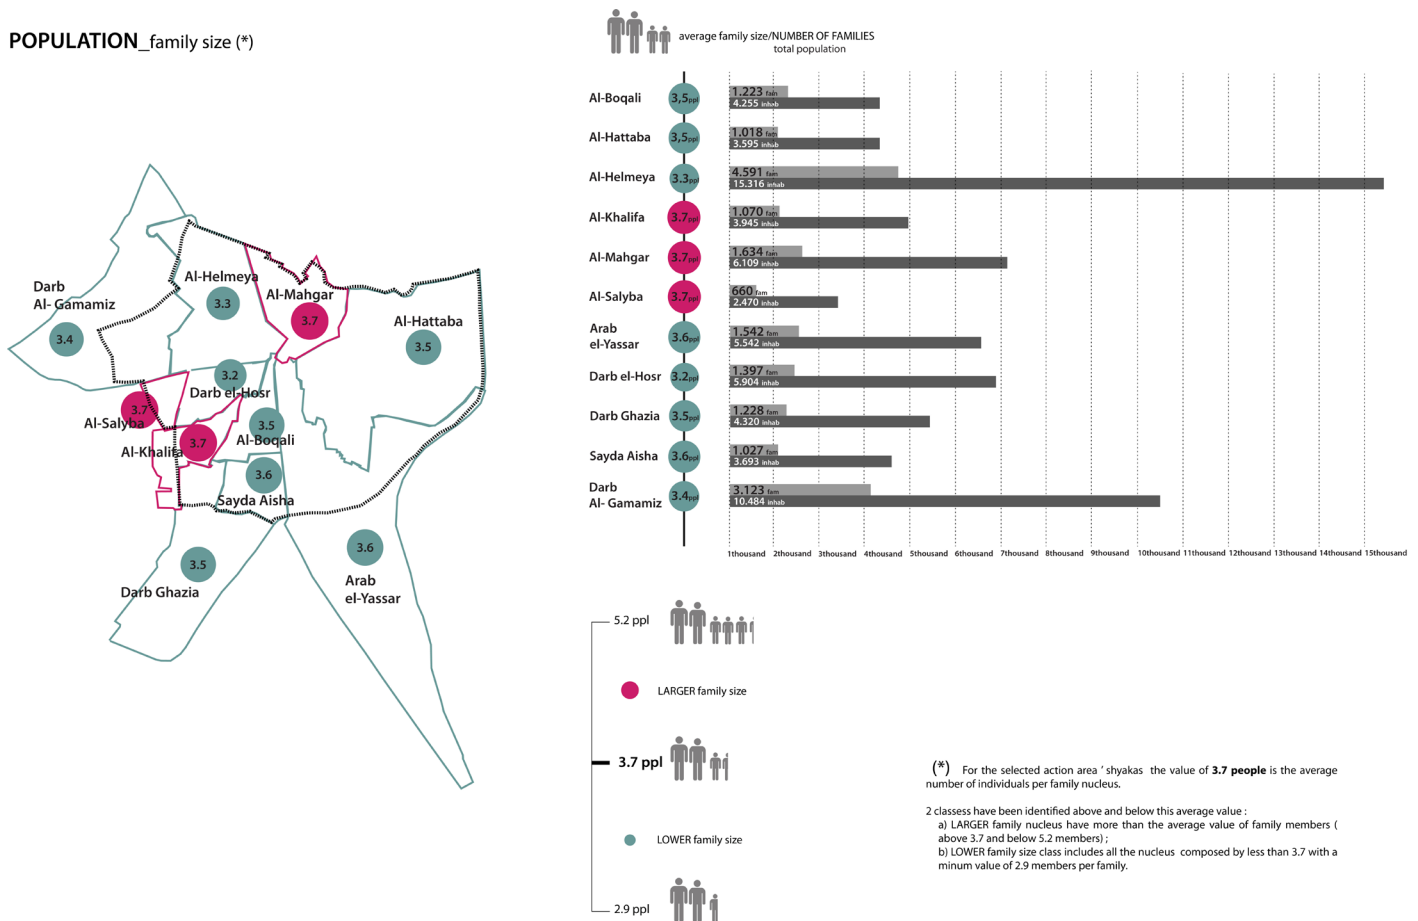 POPULATION_family size (*)
average family size/NUMBER OF FAMILIES
total population
Al-Boqali
3,5ppl
1.223 fam
4.255 inhab
Al-Hattaba
3,5ppl
1.018 fam
3.595 inhab
Al-Helmeya
3.3ppl
4.591 fam
15.316 inhab
Al-Khalifa
3.7ppl
1.070 fam
3.945 inhab
Al-Mahgar
3.7ppl
1.634 fam
6.109 inhab
Al-Salyba
3.7ppl
660 fam
2.470 inhab
Arab
el-Yassar
3.6ppl
1.542 fam
5.542 inhab
Darb el-Hosr
3.2ppl
1.397 fam
5.904 inhab
Darb Ghazia
3.5ppl
1.228 fam
4.320 inhab
Sayda Aisha
3.6ppl
1.027 fam
3.693 inhab
Darb
Al- Gamamiz
3.4ppl
3.123 fam
10.484 inhab
1thousand 2thousand 3thousand 4thousand 5thousand 6thousand 7thousand 8thousand 9thousand 10thousand 11thousand 12thousand 13thousand 14thousand 15thousand
Darb
Al- Gamamiz
3.4
Al-Helmeya
3.3
Al-Mahgar
3.7
Al-Hattaba
3.5
3.2
Darb el-Hosr
3.7
Al-Salyba
3.5
Al-Boqali
Al-Khalifa
3.7
3.6
Sayda Aisha
3.5
Darb Ghazia
3.6
Arab
el-Yassar
5.2 ppl
LARGER family size
3.7 ppl
LOWER family size
2.9 ppl
(*) For the selected action area ' shyakas the value of 3.7 people is the average
number of individuals per family nucleus.
2 classess have been identified above and below this average value :
a) LARGER family nucleus have more than the average value of family members (
above 3.7 and below 5.2 members) ;
b) LOWER family size class includes all the nucleus composed by less than 3.7 with a
minum value of 2.9 members per family.